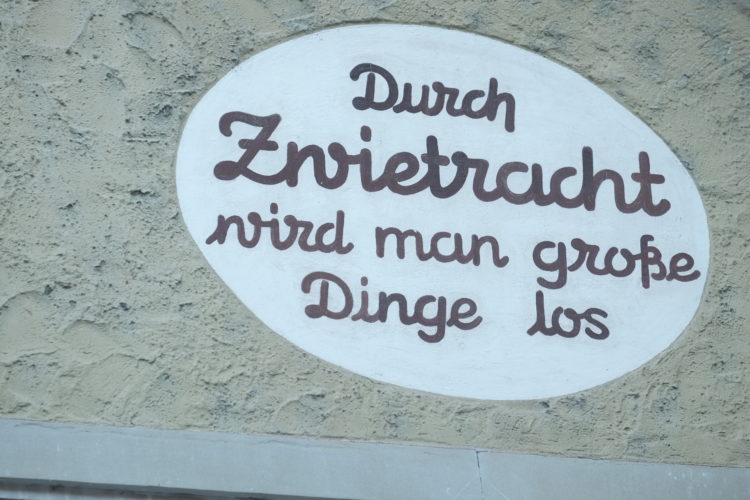 Durch
Zwietracht
wird man große
Dinge los